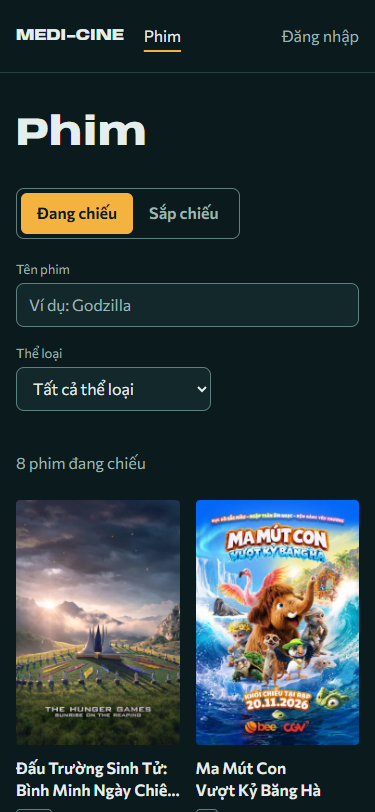 MEDI-CINE Phim Đăng nhập
Phim
Đang chiếu Sắp chiếu
Tên phim
Ví dụ: Godzilla
Thể loại
Tất cả thể loại
8 phim đang chiếu
THE HUNGER GAMES
SUNRISE ON THE REAPING
MA MÚT CON
VƯỢT KỶ BĂNG HÀ
KHỞI CHIẾU TẠI RẠP
20.11.2026
bee CGV
Đấu Trường Sinh Tử:
Bình Minh Ngày Chiê...
Ma Mút Con
Vượt Kỷ Băng Hà